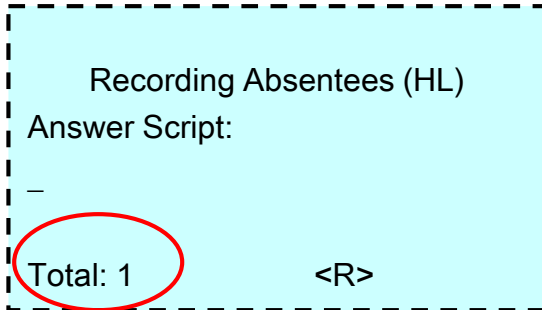 Recording Absentees (HL)
Answer Script:
_
Total: 1 <R>